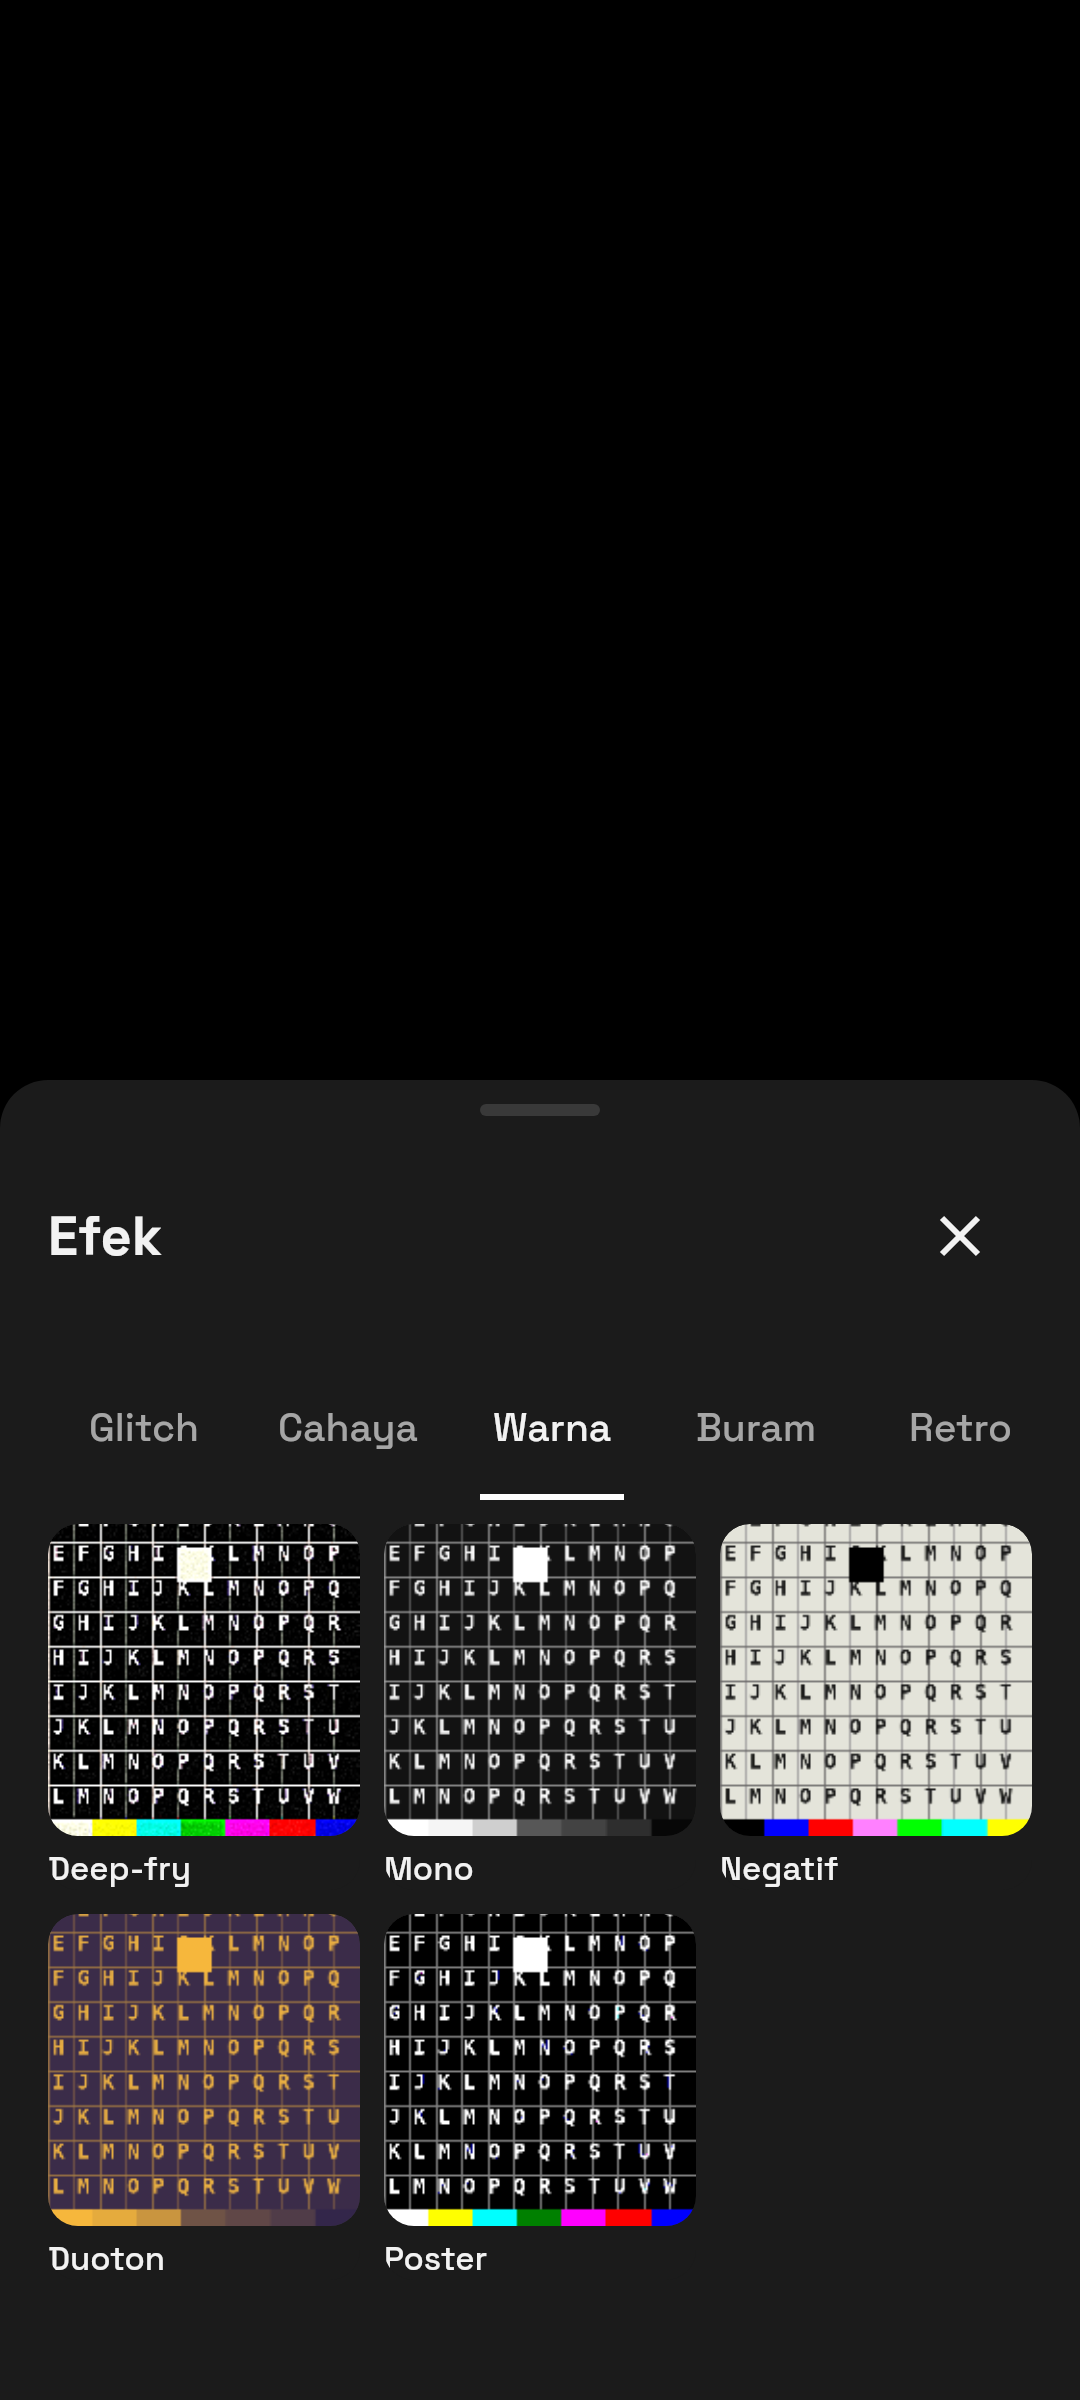 Efek
Glitch Cahaya Warna Buram Retro
E F G H I K L M N O P
F G H I J K L M N O P Q
G H I J K L M N O P Q R
H I J K L M N O P Q R S
I J K L M N O P Q R S T
J K L M N O P Q R S T U
K L M N O P Q R S T U V
L M N O P Q R S T U V W
Deep-fry
E F G H I K L M N O P
F G H I J K L M N O P Q
G H I J K L M N O P Q R
H I J K L M N O P Q R S
I J K L M N O P Q R S T
J K L M N O P Q R S T U
K L M N O P Q R S T U V
L M N O P Q R S T U V W
Mono
E F G H I K L M N O P
F G H I J K L M N O P Q
G H I J K L M N O P Q R
H I J K L M N O P Q R S
I J K L M N O P Q R S T
J K L M N O P Q R S T U
K L M N O P Q R S T U V
L M N O P Q R S T U V W
Negatif
E F G H I K L M N O P
F G H I J K L M N O P Q
G H I J K L M N O P Q R
H I J K L M N O P Q R S
I J K L M N O P Q R S T
J K L M N O P Q R S T U
K L M N O P Q R S T U V
L M N O P Q R S T U V W
Duoton
E F G H I K L M N O P
F G H I J K L M N O P Q
G H I J K L M N O P Q R
H I J K L M N O P Q R S
I J K L M N O P Q R S T
J K L M N O P Q R S T U
K L M N O P Q R S T U V
L M N O P Q R S T U V W
Poster